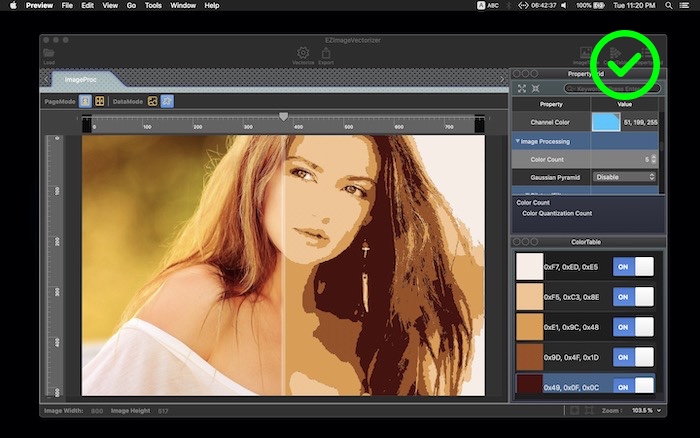 Preview File Edit View Go Tools Window Help A ABC 06:42:37 100% Tue 11:20 PM
EZImageVectorizer
Load Vectorize Export
ImageProc
PageMode DataMode
0 100 200 300 400 500 600 700
0
100
200
300
400
Property Value
Channel Color 51, 199, 255
Image Processing
Color Count 5
Gaussian Pyramid Disable
Color Count
Color Quantization Count
ColorTable
0xF7, 0xED, 0xE5 ON
0xF5, 0xC3, 0x8E ON
0xE1, 0x9C, 0x48 ON
0x9D, 0x4F, 0x1D ON
0x49, 0x0F, 0x0C ON
Image Width: 800 Image Height 517 Zoom : 103.5 %